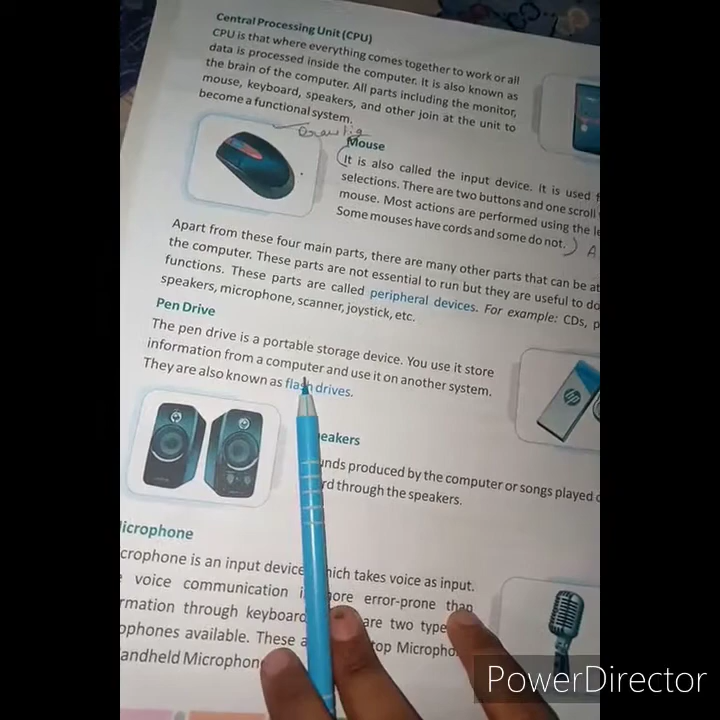 Central Processing Unit (CPU)
CPU is that where everything comes together to work or all
data is processed inside the computer. It is also known as
the brain of the computer. All parts including the monitor,
mouse, keyboard, speakers, and other join at the unit to
become a functional system.
Draw fig
Mouse
It is also called the input device. It is used
selections. There are two buttons and one scroll
mouse. Most actions are performed using the
Some mouses have cords and some do not.
A
Apart from these four main parts, there are many other parts that can be
the computer. These parts are not essential to run but they are useful to do
functions. These parts are called peripheral devices. For example: CDs,
speakers, microphone, scanner, joystick, etc.
Pen Drive
The pen drive is a portable storage device. You use it store
information from a computer and use it on another system.
They are also known as flash drives.
hp
eakers
unds produced by the computer or songs played
rd through the speakers.
icrophone
crophone is an input device hich takes voice as input.
voice communication i ore error-prone than
rmation through keyboard are two type
ophones available. These a top Micropho
andheld Microphon
PowerDirector